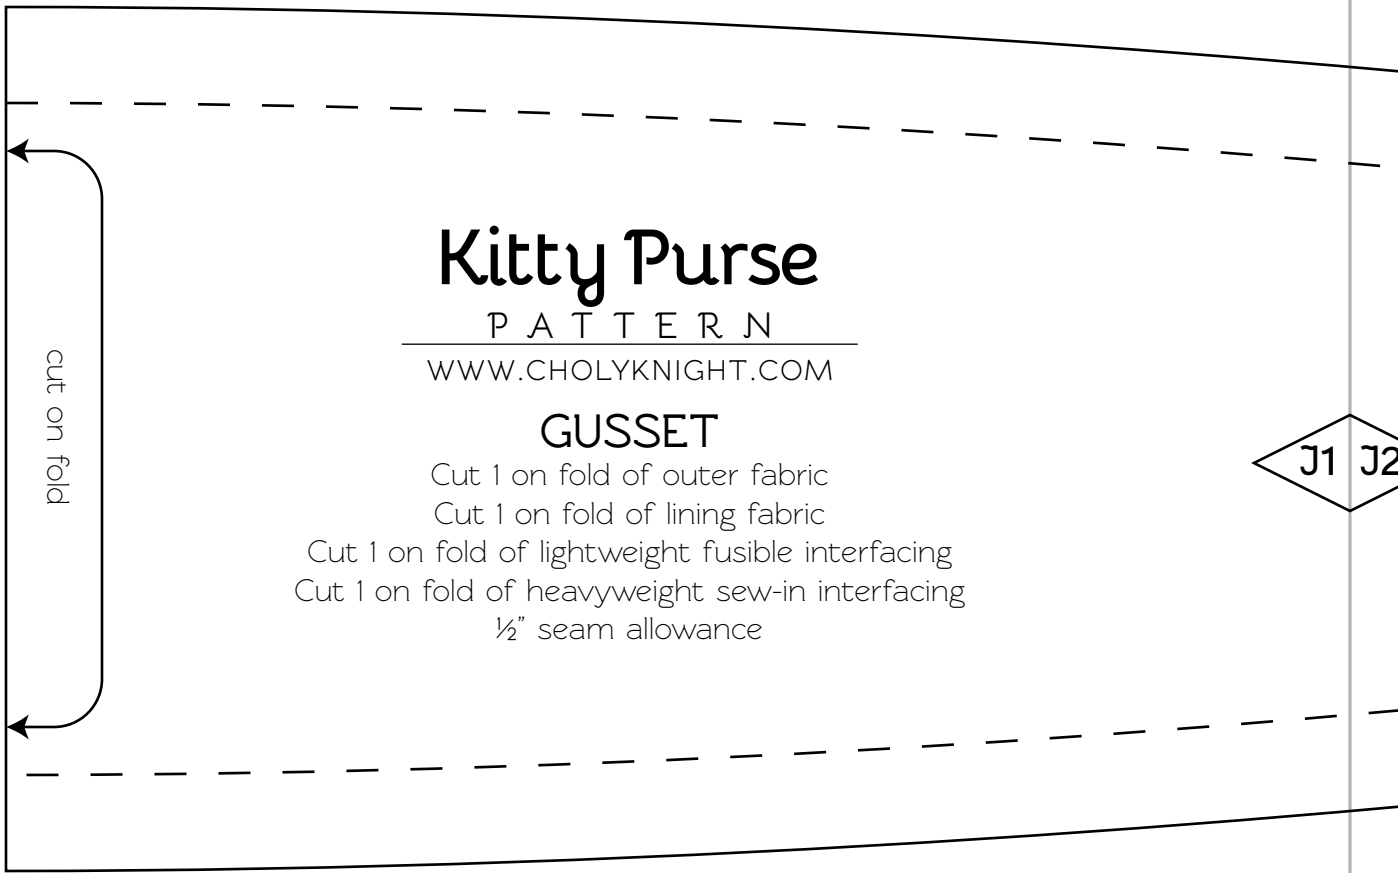 Kitty Purse
PATTERN
WWW.CHOLYKNIGHT.COM
GUSSET
Cut 1 on fold of outer fabric
Cut 1 on fold of lining fabric
Cut 1 on fold of lightweight fusible interfacing
Cut 1 on fold of heavyweight sew-in interfacing
½” seam allowance
cut on fold
J1 J2